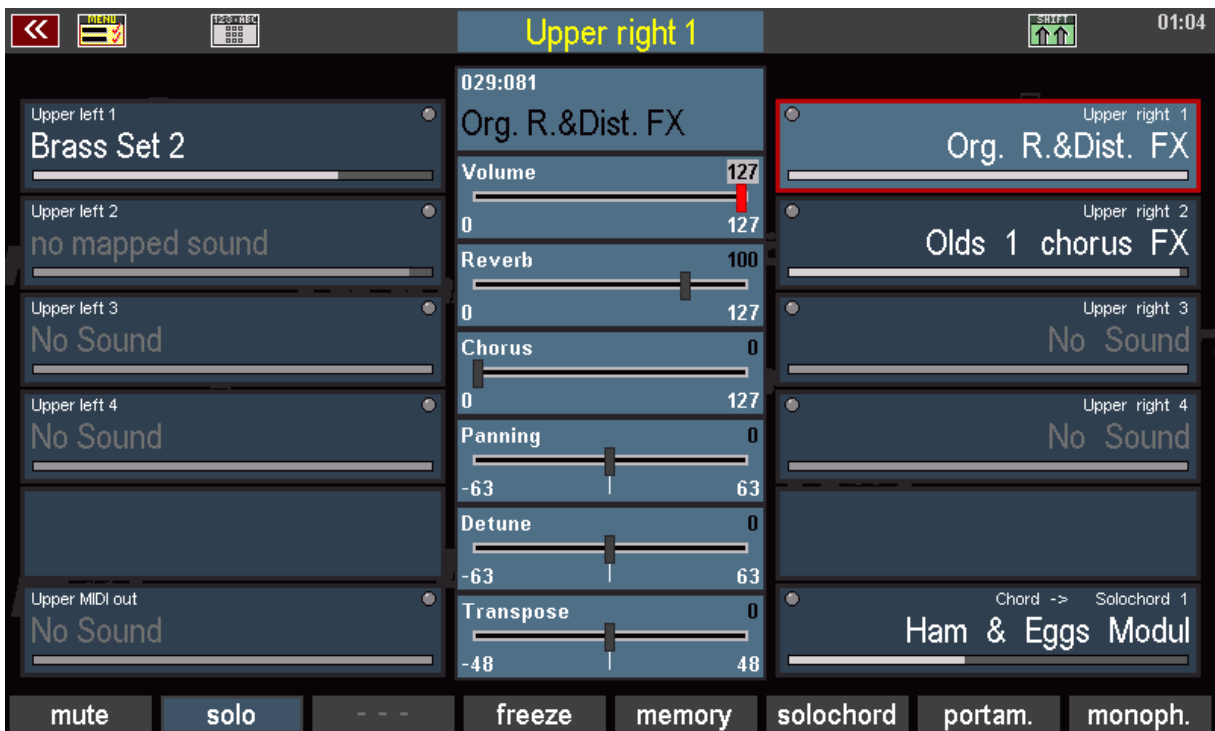 MENU
123·ABC
Upper right 1
SHIFT
01:04
Upper left 1
Brass Set 2
Upper left 2
no mapped sound
Upper left 3
No Sound
Upper left 4
No Sound
Upper MIDI out
No Sound
029:081
Org. R.&Dist. FX
Volume 127
0 127
Reverb 100
0 127
Chorus 0
0 127
Panning 0
-63 63
Detune 0
-63 63
Transpose 0
-48 48
Upper right 1
Org. R.&Dist. FX
Upper right 2
Olds 1 chorus FX
Upper right 3
No Sound
Upper right 4
No Sound
Chord -> Solochord 1
Ham & Eggs Modul
mute solo - - - freeze memory solochord portam. monoph.